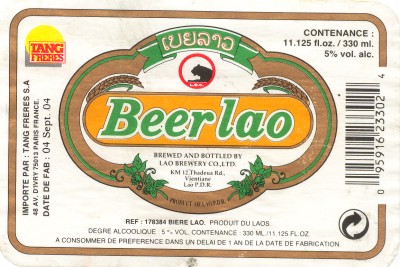 TANG
FRERES
ເບຍລາວ
CONTENANCE :
11.125 fl.oz. / 330 ml.
5% vol. alc.
L.B.C.
Beerlao
BREWED AND BOTTLED BY
LAO BREWERY CO.,LTD.
KM 12,Thadeua Rd.,
Vientiane
Lao P.D.R.
PRODUCT OF LAO P.D.R.
IMPORTE PAR : TANG FRERES S.A
48 AV. D'IVRY 75013 PARIS FRANCE.
DATE DE FAB : 04 Sept. 04
0 95916 23302 4
REF : 178384 BIERE LAO. PRODUIT DU LAOS
DEGRE ALCOOLIQUE : 5 % VOL. CONTENANCE : 330 ML /11.125 FL.OZ.
A CONSOMMER DE PREFERENCE DANS UN DELAI DE 1 AN DE LA DATE DE FABRICATION.